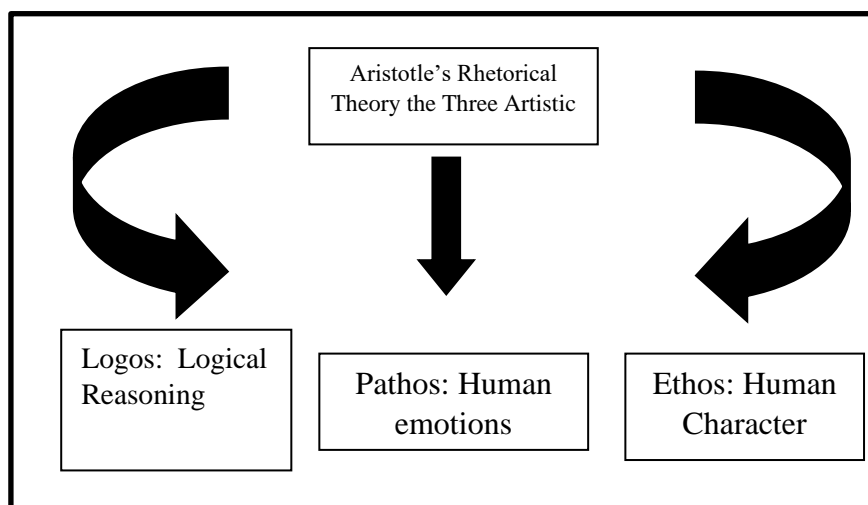 Aristotle’s Rhetorical
Theory the Three Artistic
Logos:  Logical
Reasoning
Pathos: Human
emotions
Ethos: Human
Character